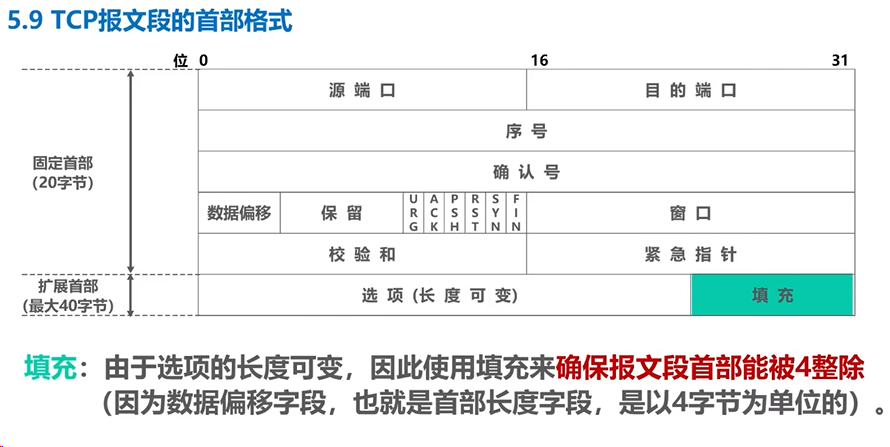 5.9 TCP报文段的首部格式
位 0 16 31
源 端 口 目 的 端 口
序 号
固定首部
(20字节)
确 认 号
数据偏移 保 留 URG ACK PSH RST SYN FIN 窗 口
校 验 和 紧 急 指 针
扩展首部
(最大40字节)
选 项 (长 度 可 变) 填 充
填充：由于选项的长度可变，因此使用填充来确保报文段首部能被4整除
（因为数据偏移字段，也就是首部长度字段，是以4字节为单位的）。